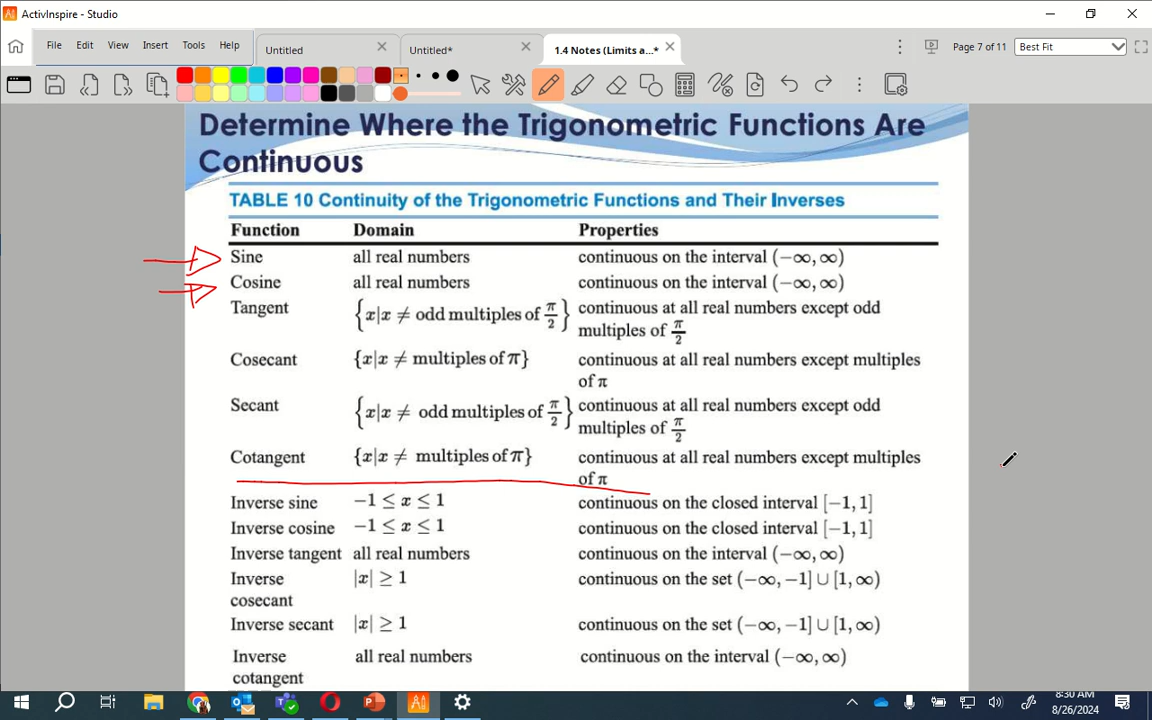 ActivInspire - Studio
File Edit View Insert Tools Help
Untitled
Untitled*
1.4 Notes (Limits a...*
Page 7 of 11
Best Fit
Determine Where the Trigonometric Functions Are
Continuous
TABLE 10 Continuity of the Trigonometric Functions and Their Inverses
Function Domain Properties
Sine all real numbers continuous on the interval (−∞, ∞)
Cosine all real numbers continuous on the interval (−∞, ∞)
Tangent {x|x ≠ odd multiples of π/2} continuous at all real numbers except odd
multiples of π/2
Cosecant {x|x ≠ multiples of π} continuous at all real numbers except multiples
of π
Secant {x|x ≠ odd multiples of π/2} continuous at all real numbers except odd
multiples of π/2
Cotangent {x|x ≠ multiples of π} continuous at all real numbers except multiples
of π
Inverse sine −1 ≤ x ≤ 1 continuous on the closed interval [−1, 1]
Inverse cosine −1 ≤ x ≤ 1 continuous on the closed interval [−1, 1]
Inverse tangent all real numbers continuous on the interval (−∞, ∞)
Inverse |x| ≥ 1 continuous on the set (−∞, −1] ∪ [1, ∞)
cosecant
Inverse secant |x| ≥ 1 continuous on the set (−∞, −1] ∪ [1, ∞)
Inverse all real numbers continuous on the interval (−∞, ∞)
cotangent
8:30 AM
8/26/2024